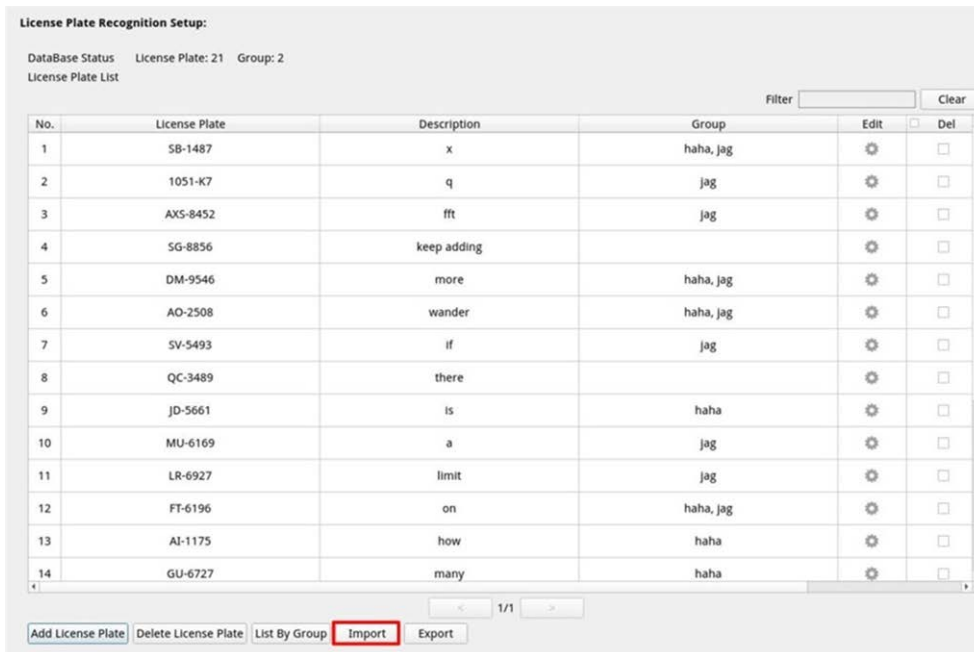 License Plate Recognition Setup:
DataBase Status License Plate: 21 Group: 2
License Plate List
Filter Clear
No. License Plate Description Group Edit Del
1 SB-1487 x haha, jag
2 1051-K7 q jag
3 AXS-8452 fft jag
4 SG-8856 keep adding
5 DM-9546 more haha, jag
6 AO-2508 wander haha, jag
7 SV-5493 if jag
8 QC-3489 there
9 JD-5661 is haha
10 MU-6169 a jag
11 LR-6927 limit jag
12 FT-6196 on haha, jag
13 AI-1175 how haha
14 GU-6727 many haha
< 1/1 >
Add License Plate Delete License Plate List By Group Import Export